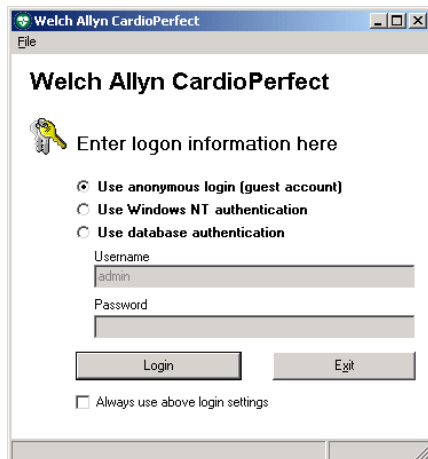 Welch Allyn CardioPerfect
File
Welch Allyn CardioPerfect
Enter logon information here
Use anonymous login (guest account)
Use Windows NT authentication
Use database authentication
Username
admin
Password
Login Exit
Always use above login settings